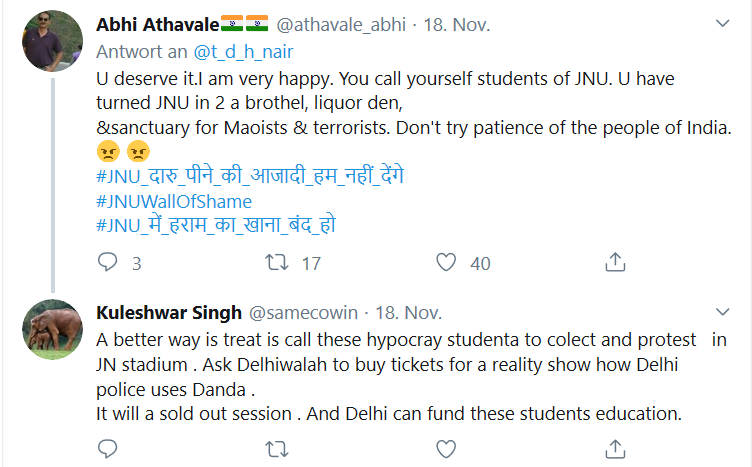 Abhi Athavale🇮🇳🇮🇳 @athavale_abhi · 18. Nov.
Antwort an @t_d_h_nair
U deserve it.I am very happy. You call yourself students of JNU. U have
turned JNU in 2 a brothel, liquor den,
&sanctuary for Maoists & terrorists. Don't try patience of the people of India.
😠 😠
#JNU_दारु_पीने_की_आजादी_हम_नहीं_देंगे
#JNUWallOfShame
#JNU_में_हराम_का_खाना_बंद_हो
3 17 40
Kuleshwar Singh @samecowin · 18. Nov.
A better way is treat is call these hypocray studenta to colect and protest in
JN stadium . Ask Delhiwalah to buy tickets for a reality show how Delhi
police uses Danda .
It will a sold out session . And Delhi can fund these students education.